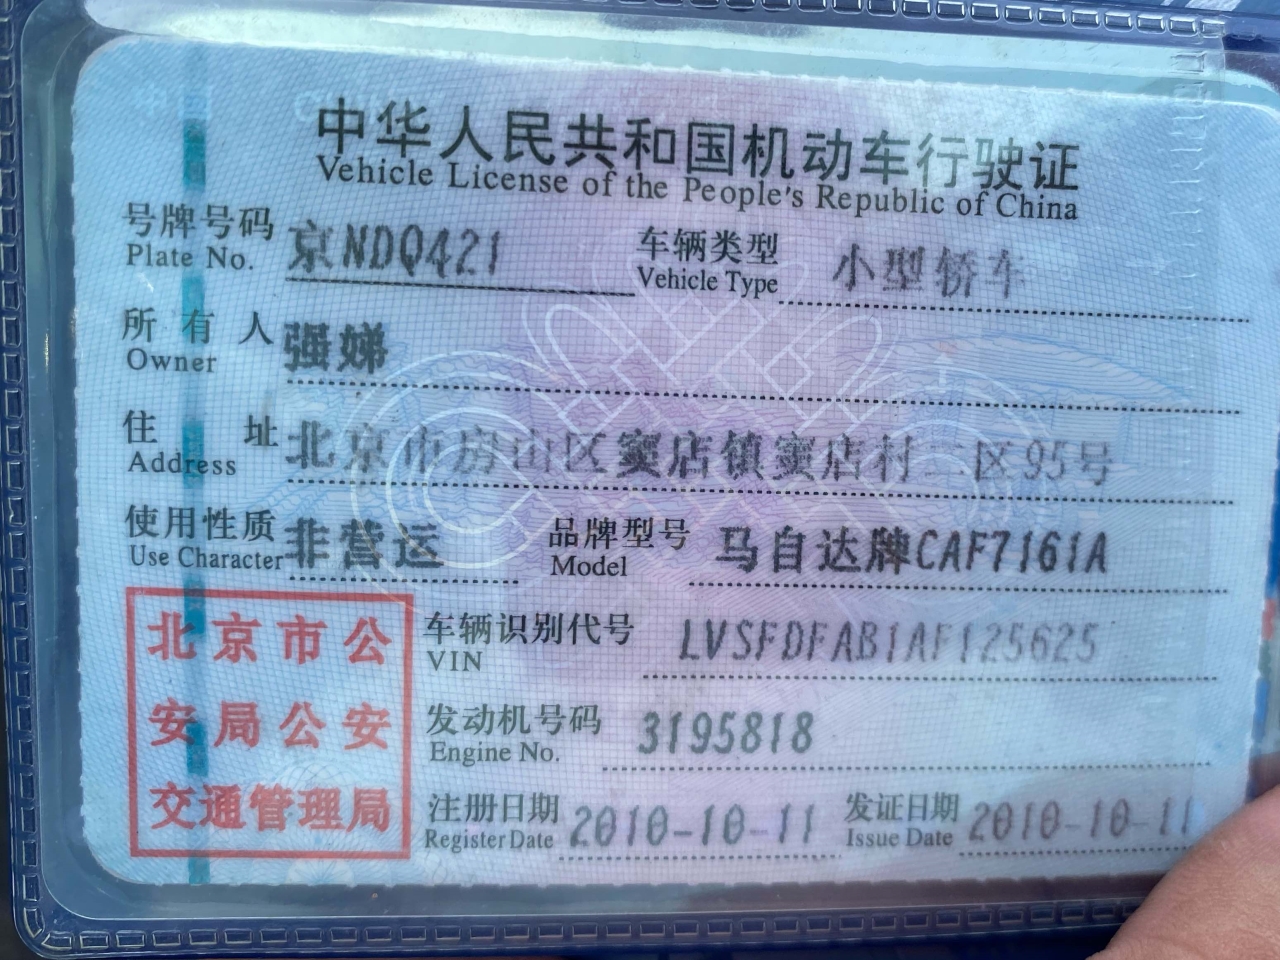 中华人民共和国机动车行驶证
Vehicle License of the People's Republic of China
号牌号码 京NDQ421 车辆类型 小型轿车
Plate No. Vehicle Type
所有人 强娣
Owner
住址 北京市房山区窦店镇窦店村二区95号
Address
使用性质 非营运 品牌型号 马自达牌CAF7161A
Use Character Model
北京市公
安局公安
交通管理局
车辆识别代号 LVSFDFAB1AF125625
VIN
发动机号码 3195818
Engine No.
注册日期 2010-10-11 发证日期 2010-10-11
Register Date Issue Date